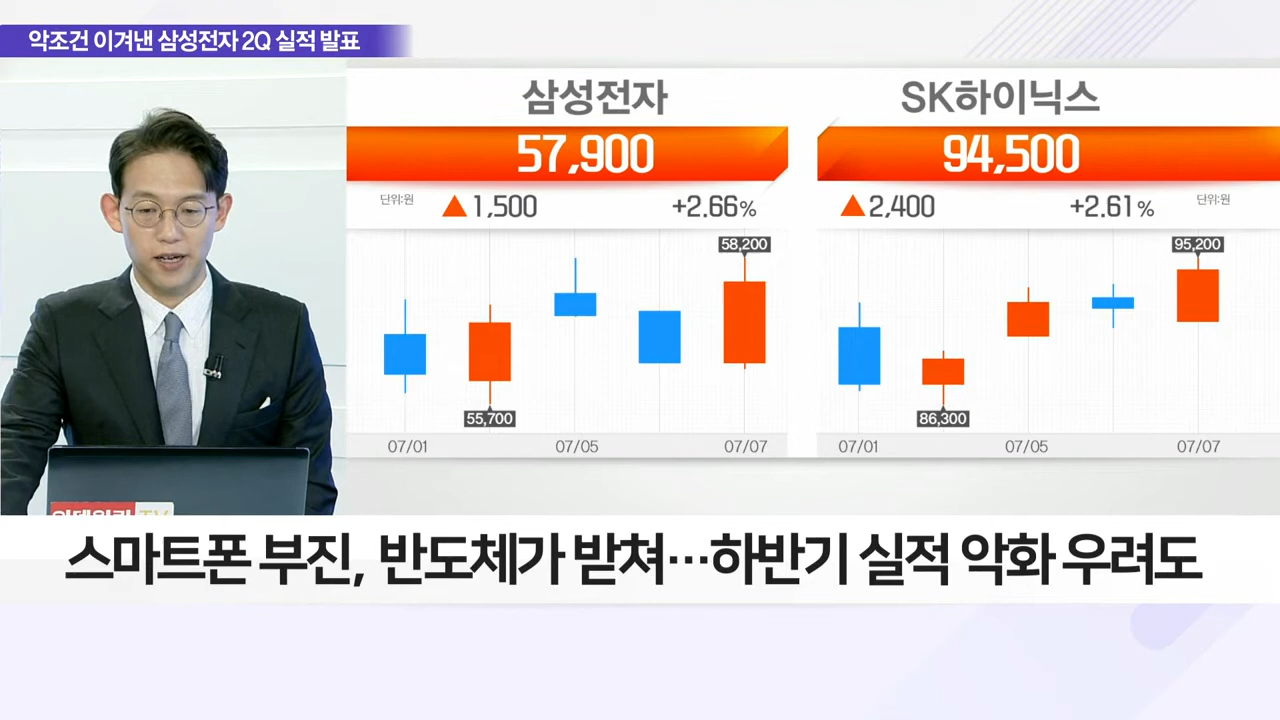 악조건 이겨낸 삼성전자 2Q 실적 발표
삼성전자
57,900
단위:원 ▲1,500 +2.66%
58,200
55,700
07/01 07/05 07/07
SK하이닉스
94,500
▲2,400 +2.61% 단위:원
95,200
86,300
07/01 07/05 07/07
스마트폰 부진, 반도체가 받쳐…하반기 실적 악화 우려도